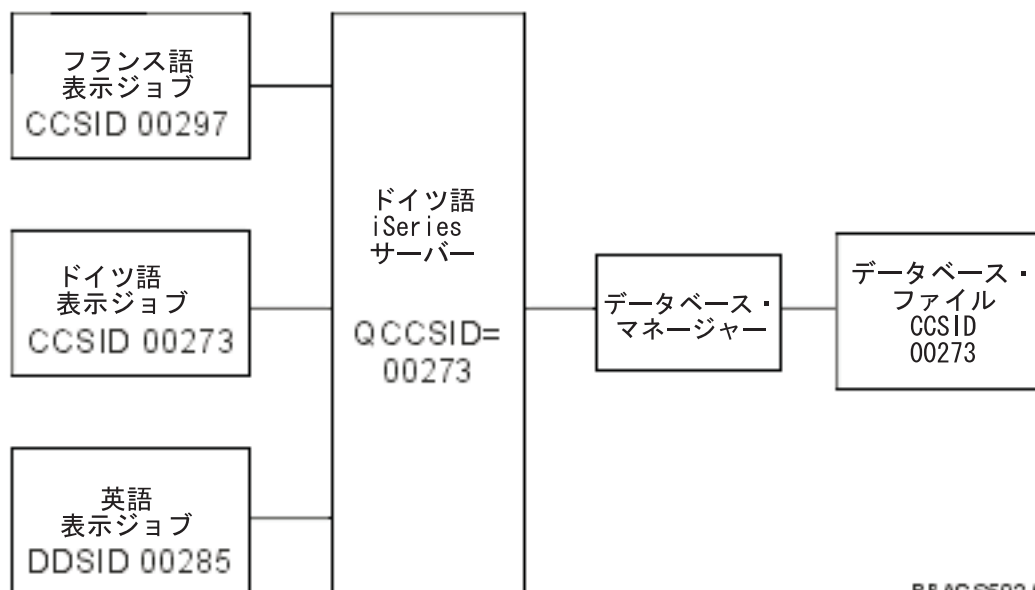 フランス語
表示ジョブ
CCSID 00297
ドイツ語
表示ジョブ
CCSID 00273
英語
表示ジョブ
DDSID 00285
ドイツ語
iSeries
サーバー
QCCSID=
00273
データベース・
マネージャー
データベース・
ファイル
CCSID
00273